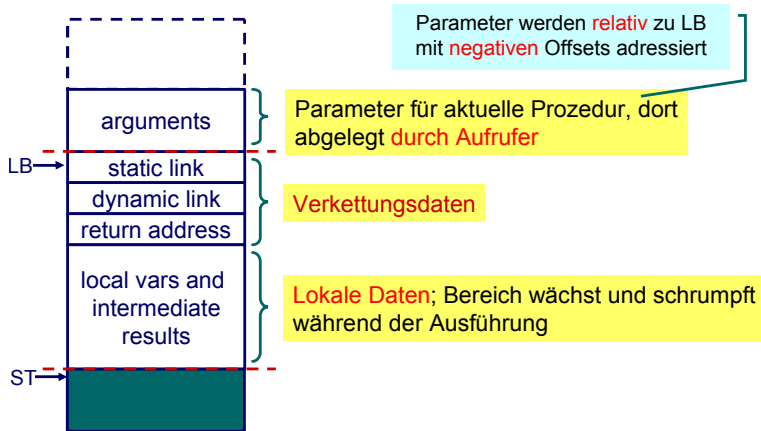 Parameter werden relativ zu LB
mit negativen Offsets adressiert
arguments
Parameter für aktuelle Prozedur, dort
abgelegt durch Aufrufer
LB
static link
dynamic link
return address
Verkettungsdaten
local vars and
intermediate
results
Lokale Daten; Bereich wächst und schrumpft
während der Ausführung
ST